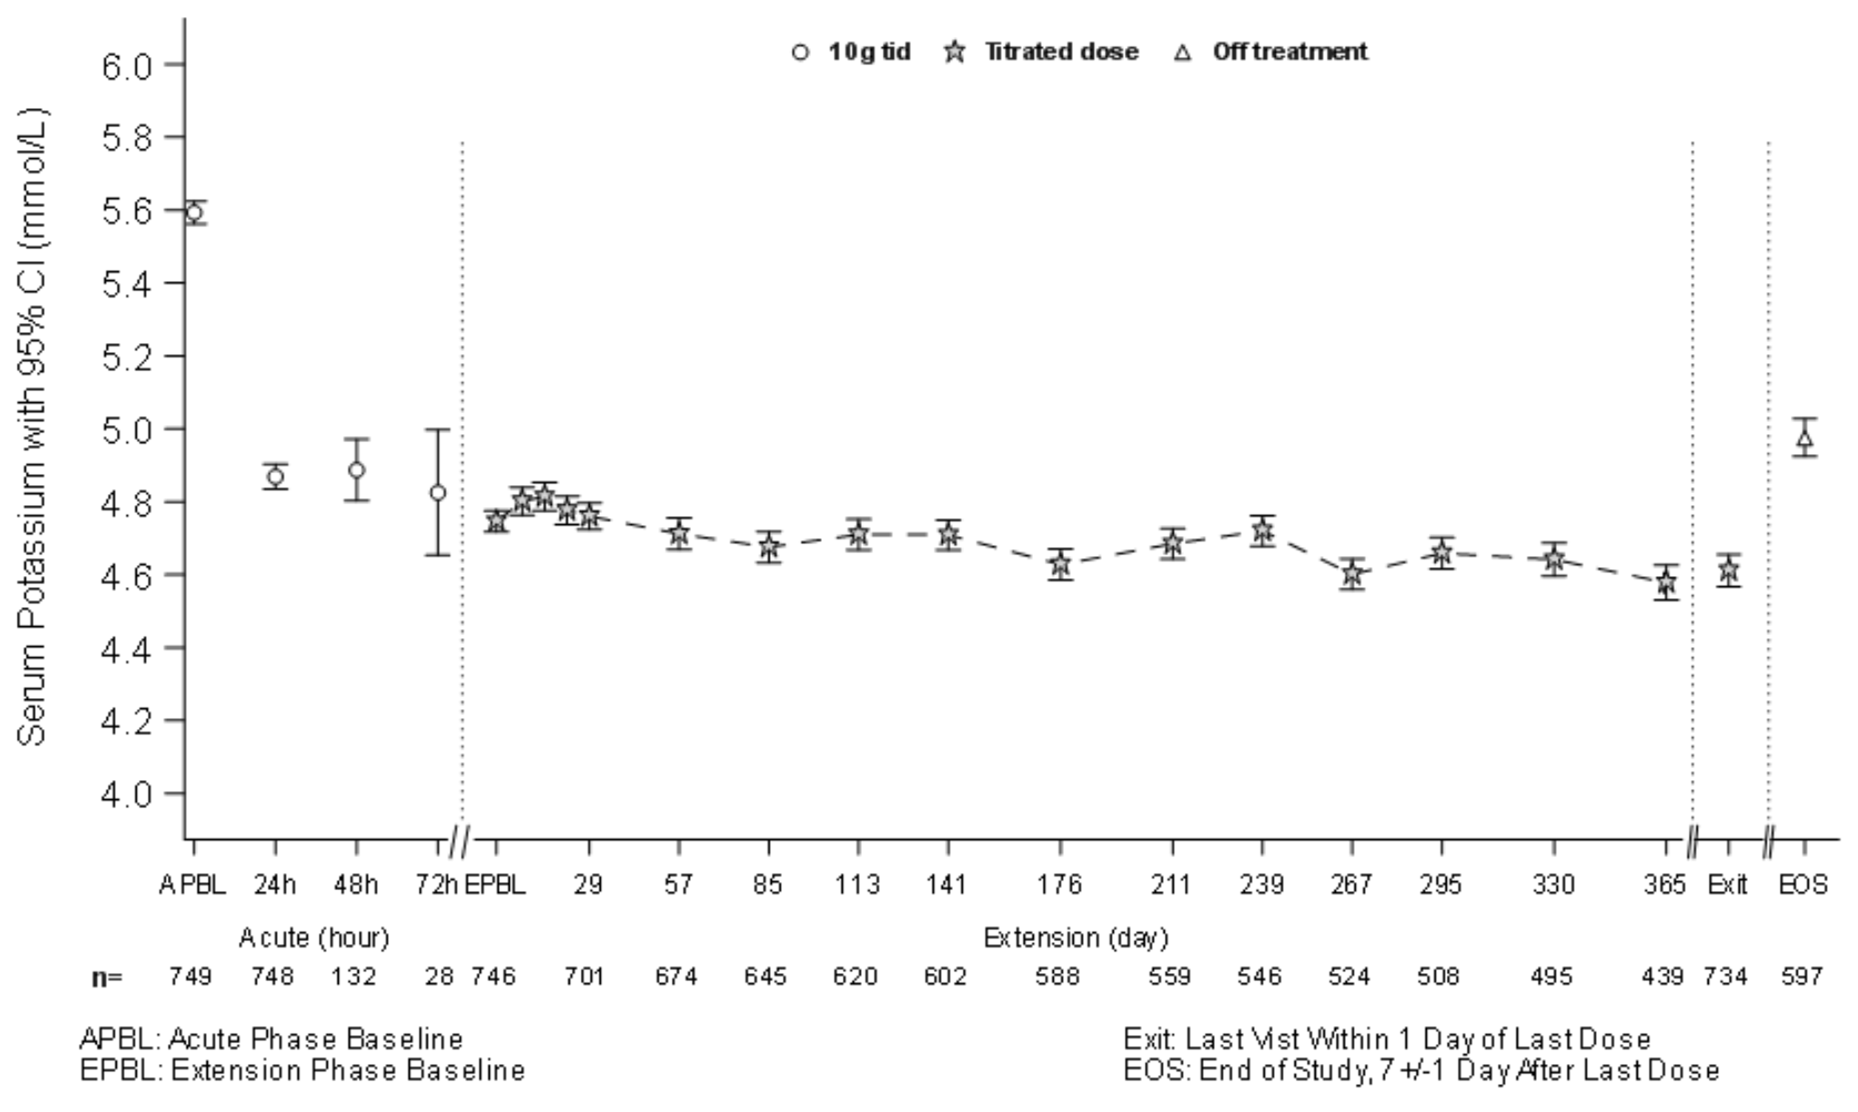 10g tid Titrated dose Off treatment
Serum Potassium with 95% CI (mmol/L)
6.0
5.8
5.6
5.4
5.2
5.0
4.8
4.6
4.4
4.2
4.0
APBL 24h 48h 72h EPBL 29 57 85 113 141 176 211 239 267 295 330 365 Exit EOS
Acute (hour) Extension (day)
n= 749 748 132 28 746 701 674 645 620 602 588 559 546 524 508 495 439 734 597
APBL: Acute Phase Baseline
EPBL: Extension Phase Baseline
Exit: Last Vist Within 1 Day of Last Dose
EOS: End of Study, 7 +/-1 Day After Last Dose